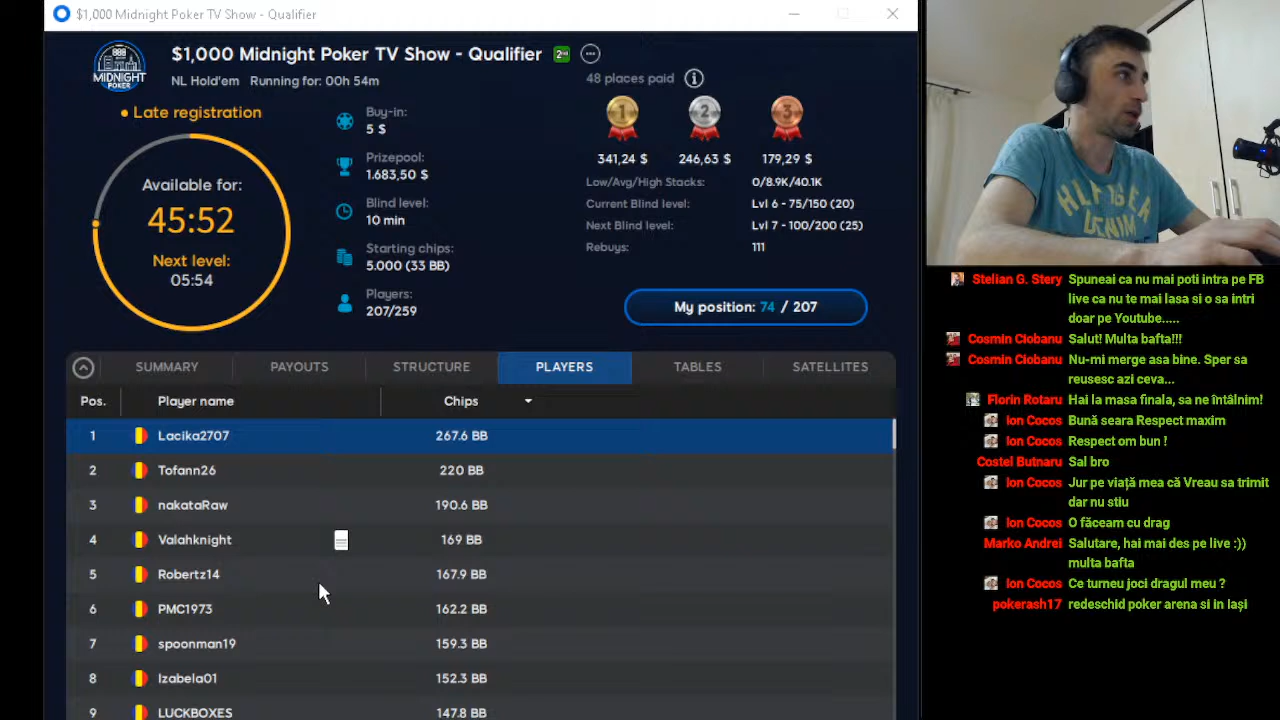 $1,000 Midnight Poker TV Show - Qualifier
888
MIDNIGHT
POKER
$1,000 Midnight Poker TV Show - Qualifier 2nd
NL Hold'em Running for: 00h 54m
48 places paid
Late registration
Available for:
45:52
Next level:
05:54
Buy-in:
5 $
Prizepool:
1.683,50 $
Blind level:
10 min
Starting chips:
5.000 (33 BB)
Players:
207/259
1 2 3
341,24 $ 246,63 $ 179,29 $
Low/Avg/High Stacks: 0/8.9K/40.1K
Current Blind level: Lvl 6 - 75/150 (20)
Next Blind level: Lvl 7 - 100/200 (25)
Rebuys: 111
My position: 74 / 207
SUMMARY PAYOUTS STRUCTURE PLAYERS TABLES SATELLITES
Pos. Player name Chips
1 Lacika2707 267.6 BB
2 Tofann26 220 BB
3 nakataRaw 190.6 BB
4 Valahknight 169 BB
5 Robertz14 167.9 BB
6 PMC1973 162.2 BB
7 spoonman19 159.3 BB
8 Izabela01 152.3 BB
9 LUCKBOXES 147.8 BB
HILFIGER
DENIM
Stelian G. Stery Spuneai ca nu mai poti intra pe FB
live ca nu te mai lasa si o sa intri
doar pe Youtube.....
Cosmin Ciobanu Salut! Multa bafta!!!
Cosmin Ciobanu Nu-mi merge asa bine. Sper sa
reusesc azi ceva...
Florin Rotaru Hai la masa finala, sa ne întâlnim!
Ion Cocos Bună seara Respect maxim
Ion Cocos Respect om bun !
Costel Butnaru Sal bro
Ion Cocos Jur pe viață mea că Vreau sa trimit
dar nu stiu
Ion Cocos O făceam cu drag
Marko Andrei Salutare, hai mai des pe live :))
multa bafta
Ion Cocos Ce turneu joci dragul meu ?
pokerash17 redeschid poker arena si in Iași